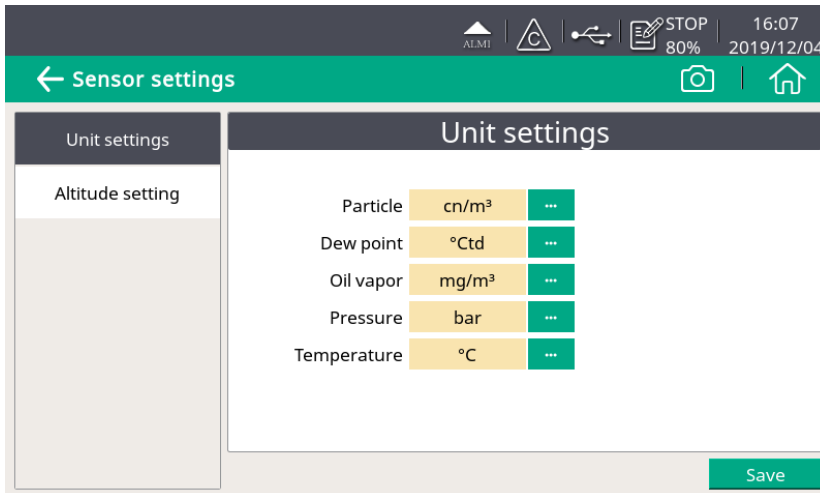 ALMI
C
STOP 16:07
80% 2019/12/04
Sensor settings
Unit settings
Altitude setting
Unit settings
Particle cn/m³ ...
Dew point °Ctd ...
Oil vapor mg/m³ ...
Pressure bar ...
Temperature °C ...
Save